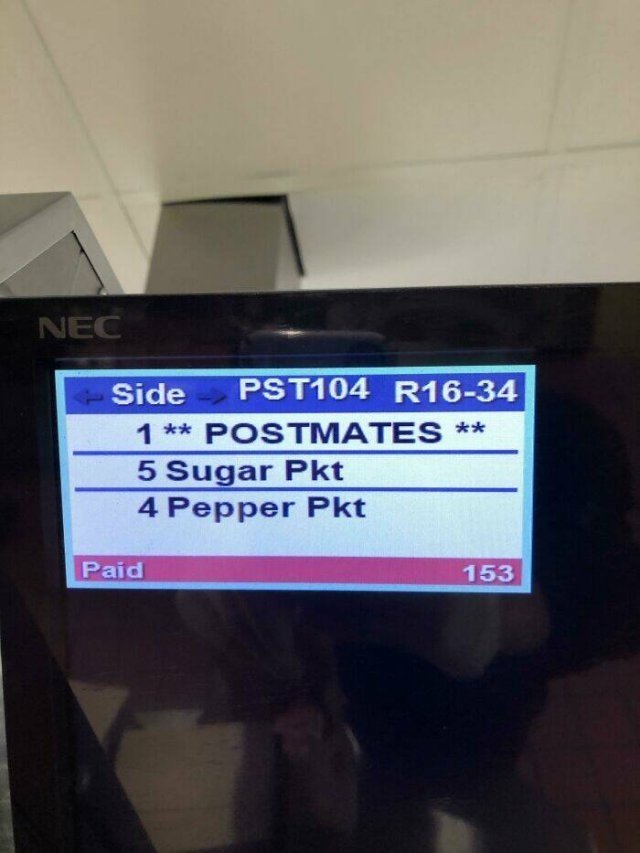 NEC
← Side → PST104 R16-34
1 ** POSTMATES **
5 Sugar Pkt
4 Pepper Pkt
Paid 153